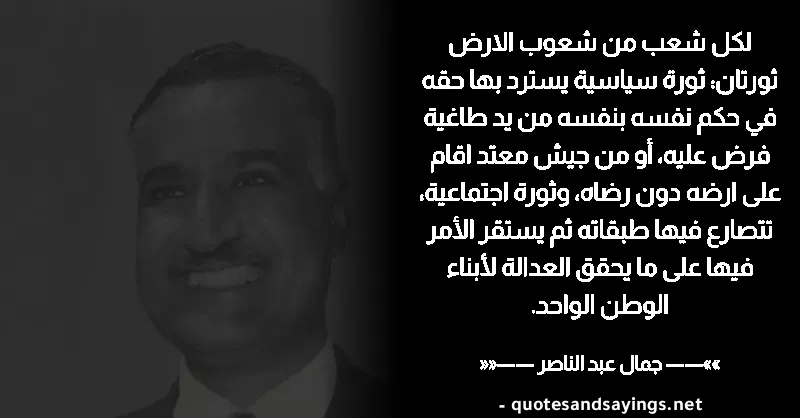 لكل شعب من شعوب الارض
ثورتان: ثورة سياسية يسترد بها حقه
في حكم نفسه بنفسه من يد طاغية
فرض عليه، أو من جيش معتد اقام
على ارضه دون رضاه، وثورة اجتماعية،
تتصارع فيها طبقاته ثم يستقر الأمر
فيها على ما يحقق العدالة لأبناء
الوطن الواحد.
»»—— جمال عبد الناصر ——««
- quotesandsayings.net